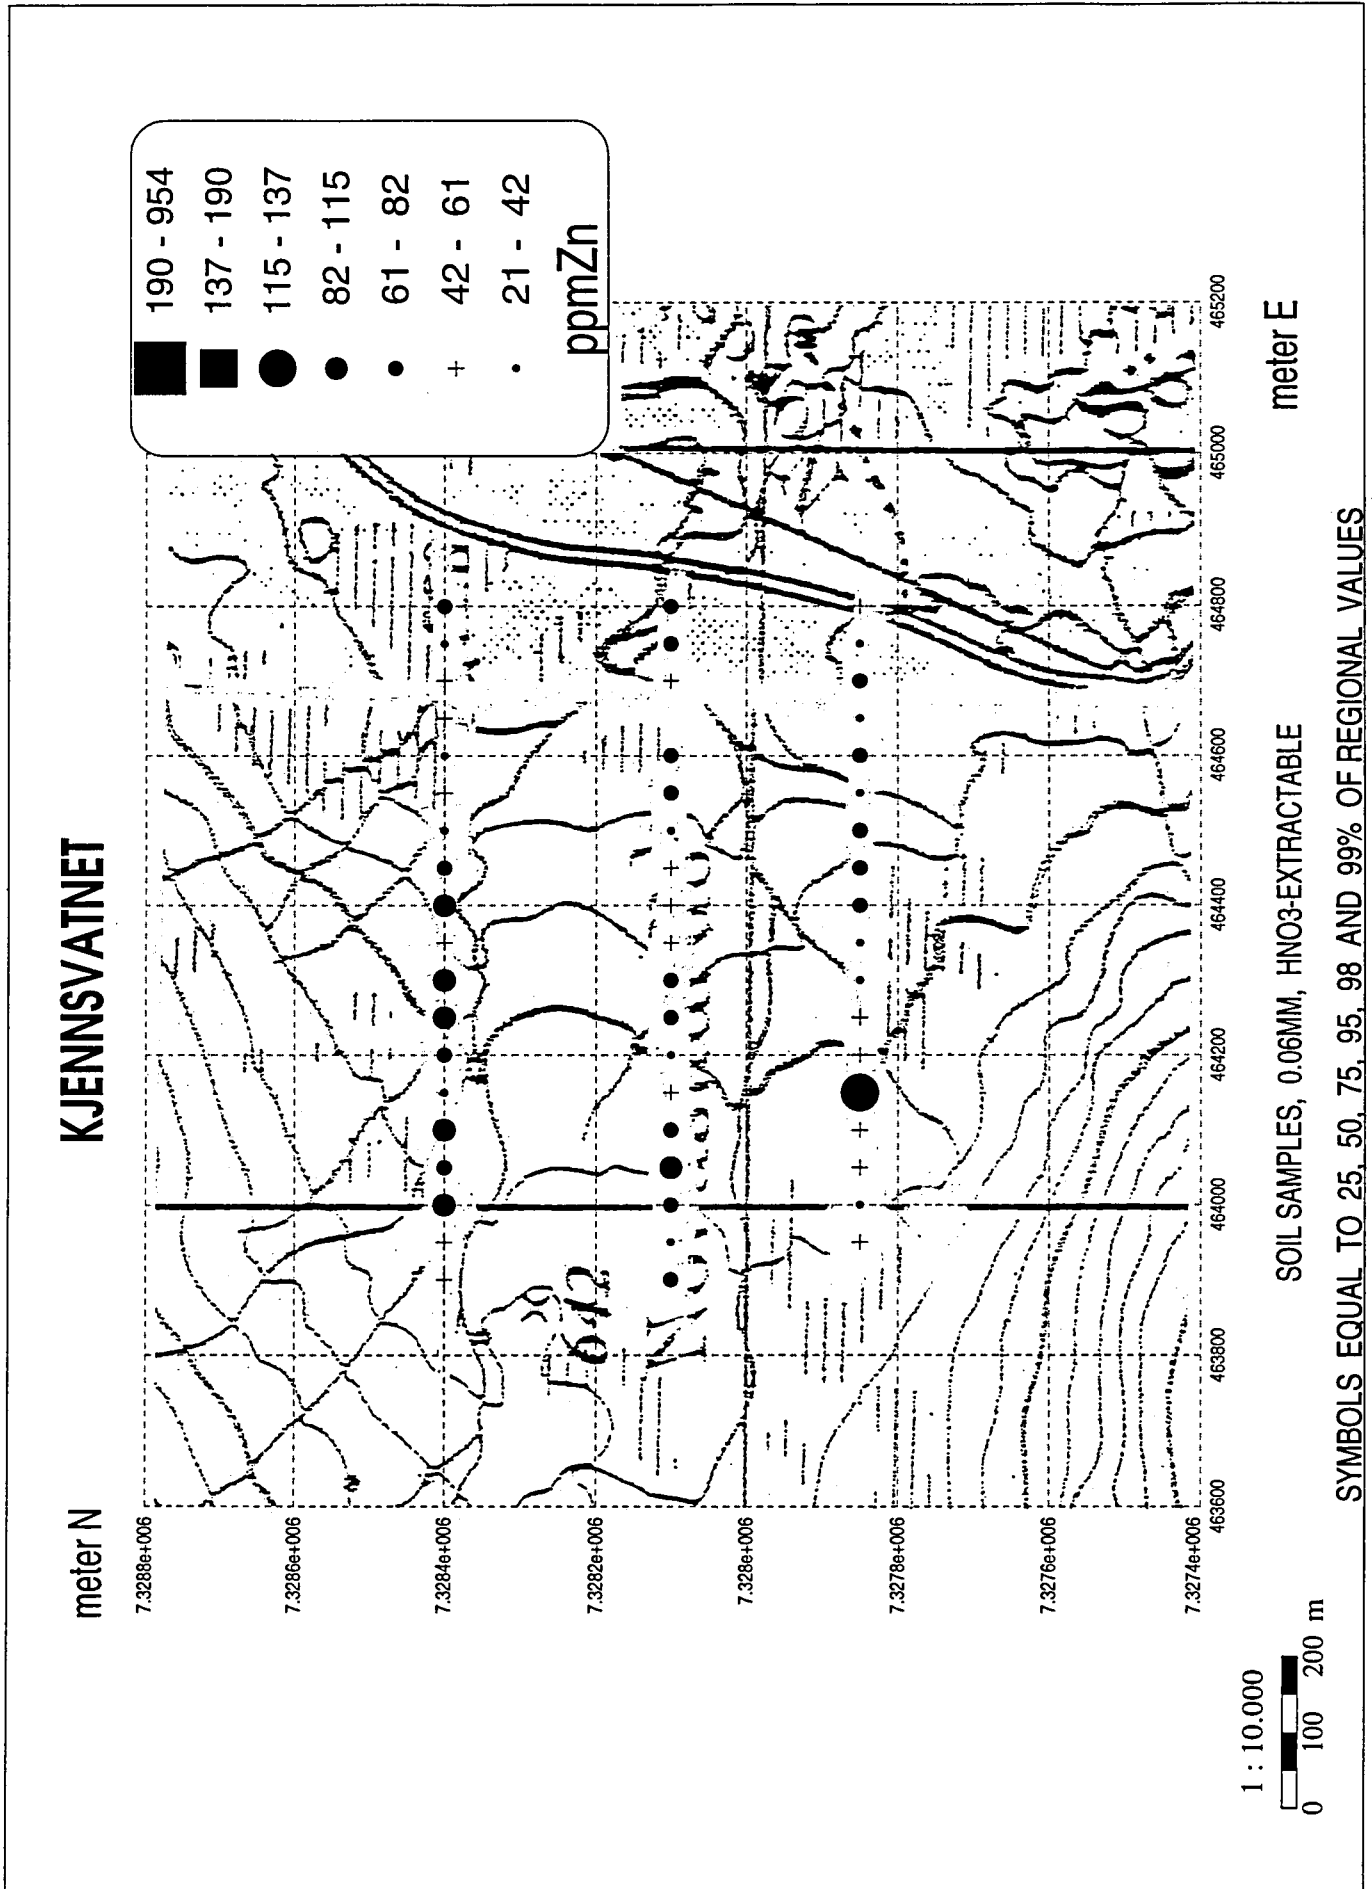 KJENNSVATNET
meter N
190 - 954
137 - 190
115 - 137
82 - 115
61 - 82
42 - 61
21 - 42
ppmZn
7.3288e+006
7.3286e+006
7.3284e+006
7.3282e+006
7.328e+006
7.3278e+006
7.3276e+006
7.3274e+006
642
463600
463800
464000
464200
464400
464600
464800
465000
465200
meter E
1 : 10.000
0 100 200 m
SOIL SAMPLES, 0.06MM, HNO3-EXTRACTABLE
SYMBOLS EQUAL TO 25, 50, 75, 95, 98 AND 99% OF REGIONAL VALUES